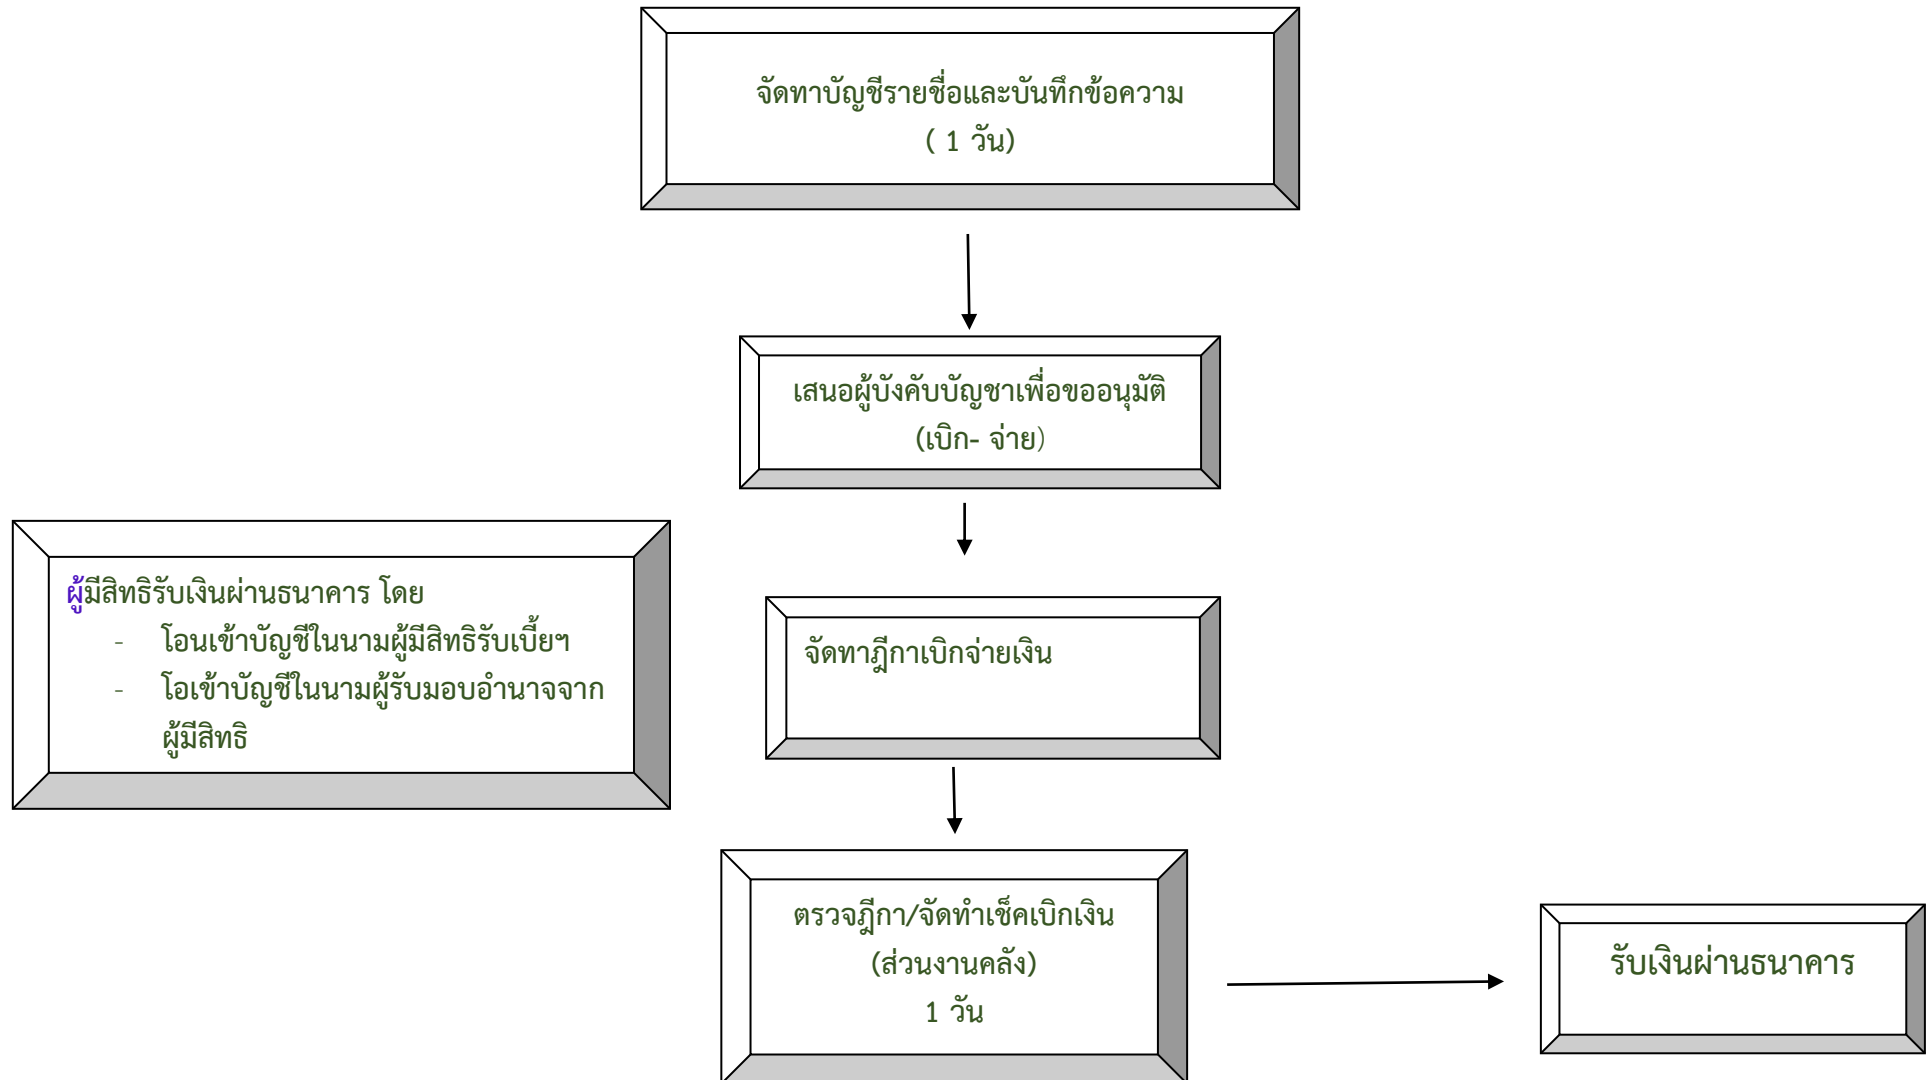 จัดทาบัญชีรายชื่อและบันทึกข้อความ
( 1 วัน)
เสนอผู้บังคับบัญชาเพื่อขออนุมัติ
(เบิก- จ่าย)
ผู้มีสิทธิรับเงินผ่านธนาคาร โดย
- โอนเข้าบัญชีในนามผู้มีสิทธิรับเบี้ยฯ
- โอเข้าบัญชีในนามผู้รับมอบอำนาจจาก
ผู้มีสิทธิ
จัดทาฎีกาเบิกจ่ายเงิน
ตรวจฎีกา/จัดทำเช็คเบิกเงิน
(ส่วนงานคลัง)
1 วัน
รับเงินผ่านธนาคาร